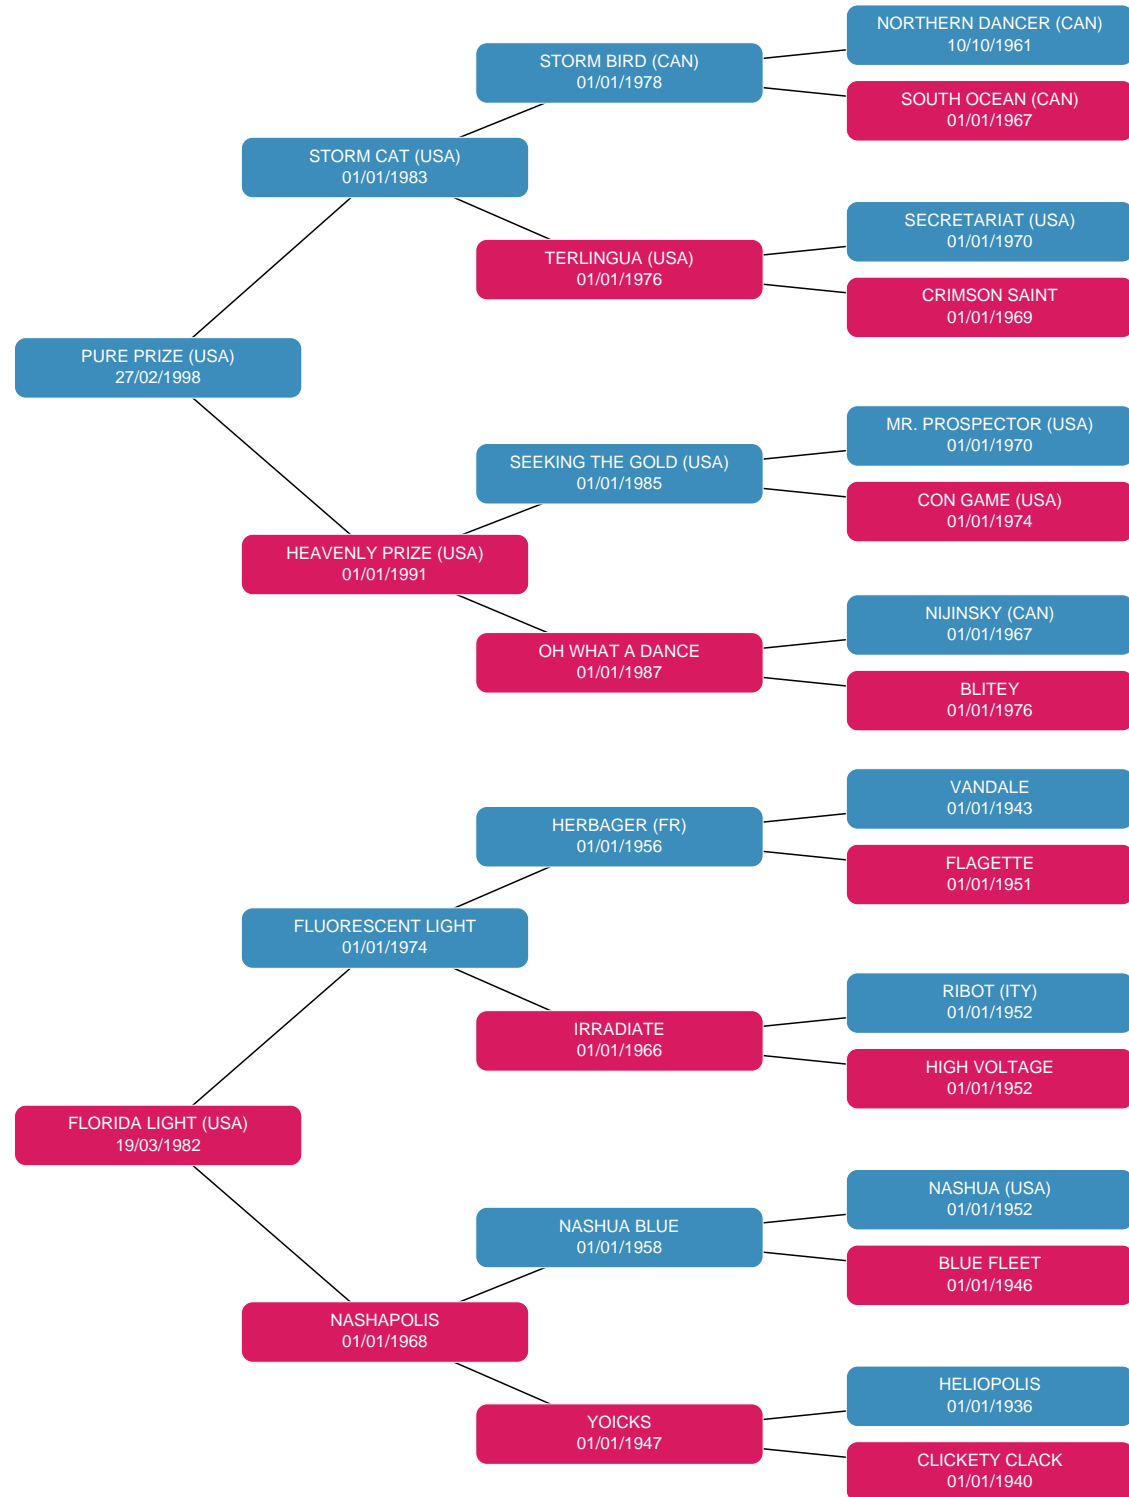 NORTHERN DANCER (CAN)
10/10/1961
STORM BIRD (CAN)
01/01/1978
SOUTH OCEAN (CAN)
01/01/1967
STORM CAT (USA)
01/01/1983
SECRETARIAT (USA)
01/01/1970
TERLINGUA (USA)
01/01/1976
CRIMSON SAINT
01/01/1969
PURE PRIZE (USA)
27/02/1998
MR. PROSPECTOR (USA)
01/01/1970
SEEKING THE GOLD (USA)
01/01/1985
CON GAME (USA)
01/01/1974
HEAVENLY PRIZE (USA)
01/01/1991
NIJINSKY (CAN)
01/01/1967
OH WHAT A DANCE
01/01/1987
BLITEY
01/01/1976
VANDALE
01/01/1943
HERBAGER (FR)
01/01/1956
FLAGETTE
01/01/1951
FLUORESCENT LIGHT
01/01/1974
RIBOT (ITY)
01/01/1952
IRRADIATE
01/01/1966
HIGH VOLTAGE
01/01/1952
FLORIDA LIGHT (USA)
19/03/1982
NASHUA (USA)
01/01/1952
NASHUA BLUE
01/01/1958
BLUE FLEET
01/01/1946
NASHAPOLIS
01/01/1968
HELIOPOLIS
01/01/1936
YOICKS
01/01/1947
CLICKETY CLACK
01/01/1940